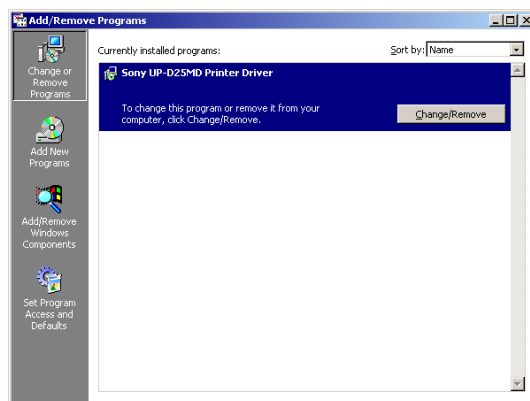 Add/Remove Programs
Change or
Remove
Programs
Add New
Programs
Add/Remove
Windows
Components
Set Program
Access and
Defaults
Currently installed programs:
Sort by: Name
Sony UP-D25MD Printer Driver
To change this program or remove it from your
computer, click Change/Remove.
Change/Remove